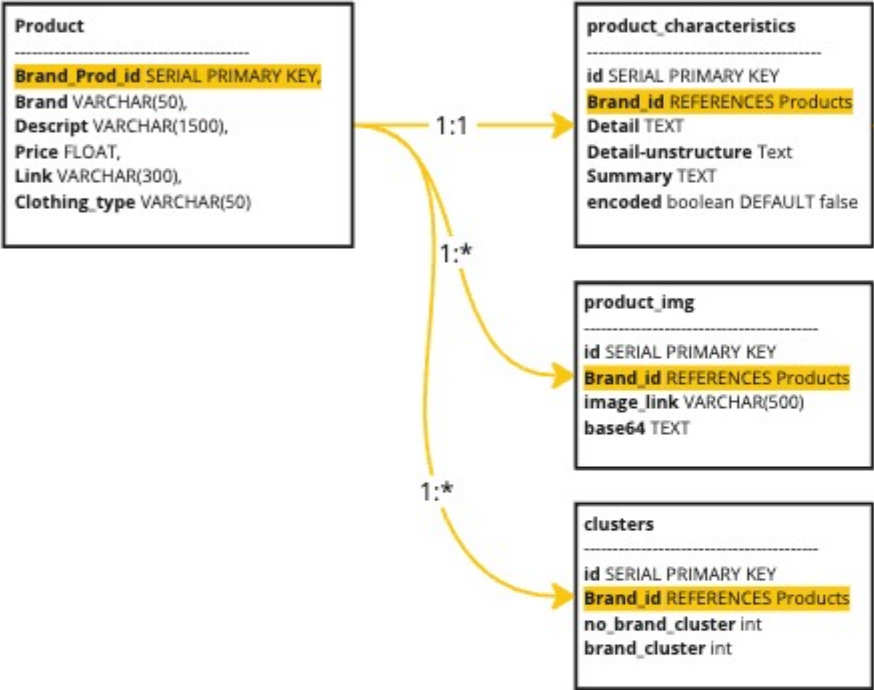 Product
----------------------------------------
Brand_Prod_id SERIAL PRIMARY KEY,
Brand VARCHAR(50),
Descript VARCHAR(1500),
Price FLOAT,
Link VARCHAR(300),
Clothing_type VARCHAR(50)
1:1
1:*
1:*
product_characteristics
----------------------------------------
id SERIAL PRIMARY KEY
Brand_id REFERENCES Products
Detail TEXT
Detail-unstructure Text
Summary TEXT
encoded boolean DEFAULT false
product_img
----------------------------------------
id SERIAL PRIMARY KEY
Brand_id REFERENCES Products
image_link VARCHAR(500)
base64 TEXT
clusters
----------------------------------------
id SERIAL PRIMARY KEY
Brand_id REFERENCES Products
no_brand_cluster int
brand_cluster int